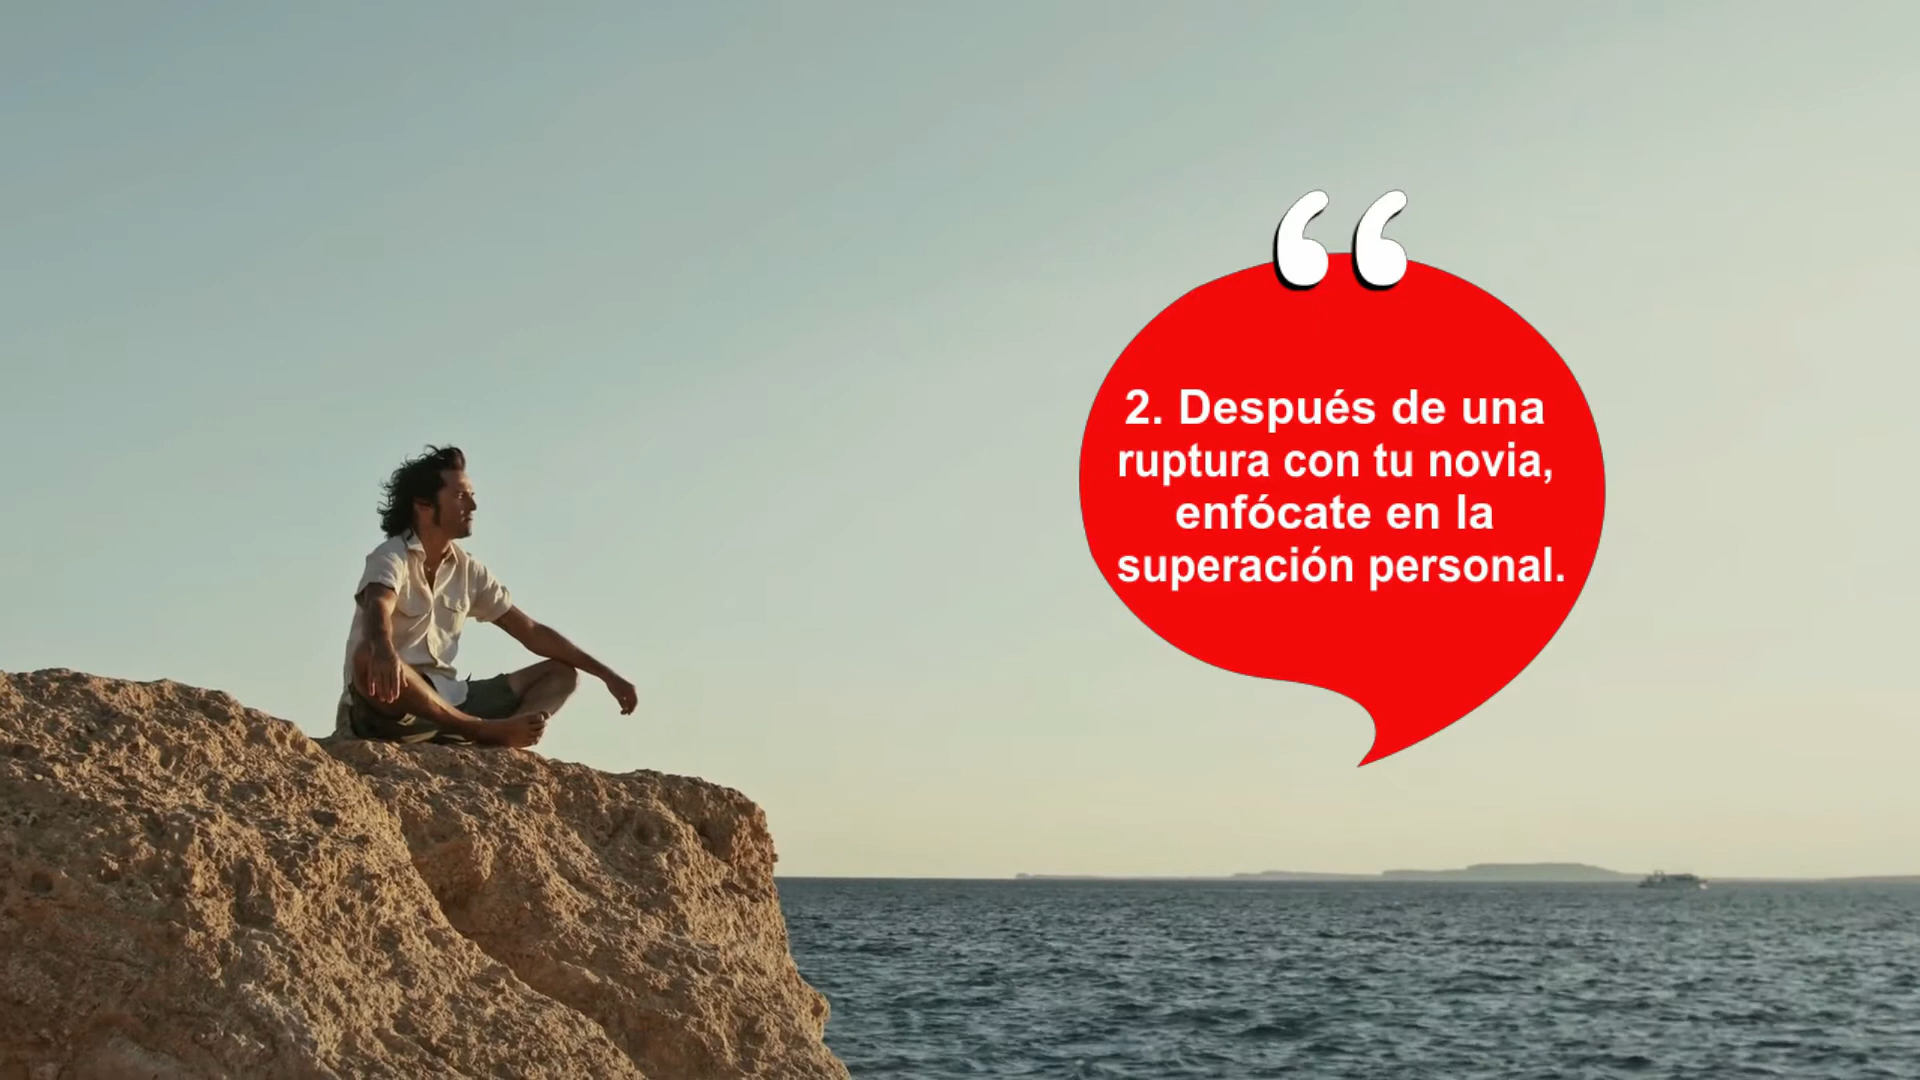 2. Después de una
ruptura con tu novia,
enfócate en la
superación personal.